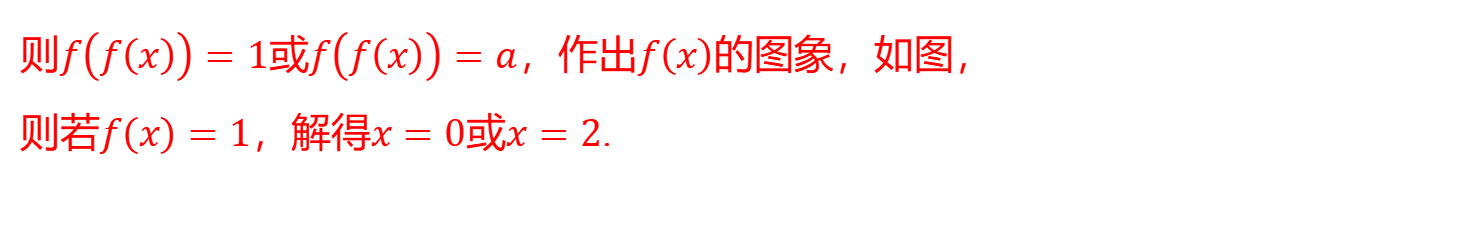 则f(f(x)) = 1或f(f(x)) = a，作出f(x)的图象，如图，
则若f(x) = 1，解得x = 0或x = 2.